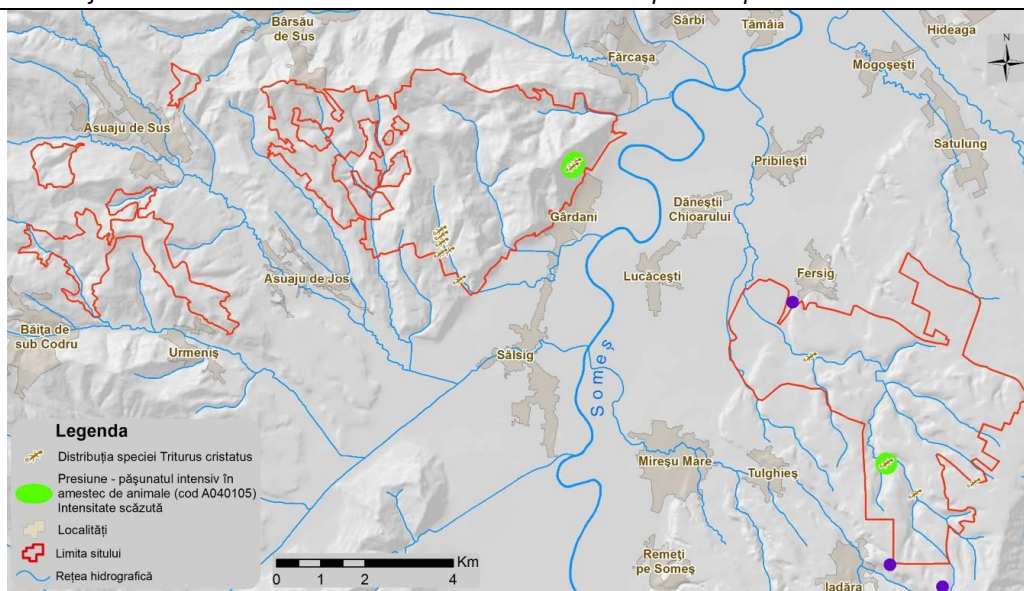 Bârsău
de Sus
Sârbi
Tămâia
Hideaga
Fărcaşa
Mogoşeşti
N
Asuaju de Sus
Satulung
Pribileşti
Gârdani
Dăneştii
Chioarului
Asuaju de Jos
Lucăceşti
Fersig
Băiţa de
sub Codru
Urmeniş
Sălsig
Someş
Mireşu Mare
Tulghieş
Remeţi
pe Someş
Iadăra
Legenda
Distribuţia speciei Triturus cristatus
Presiune - păşunatul intensiv în
amestec de animale (cod A040105)
Intensitate scăzută
Localităţi
Limita sitului
Reţea hidrografică
Km
0 1 2 4